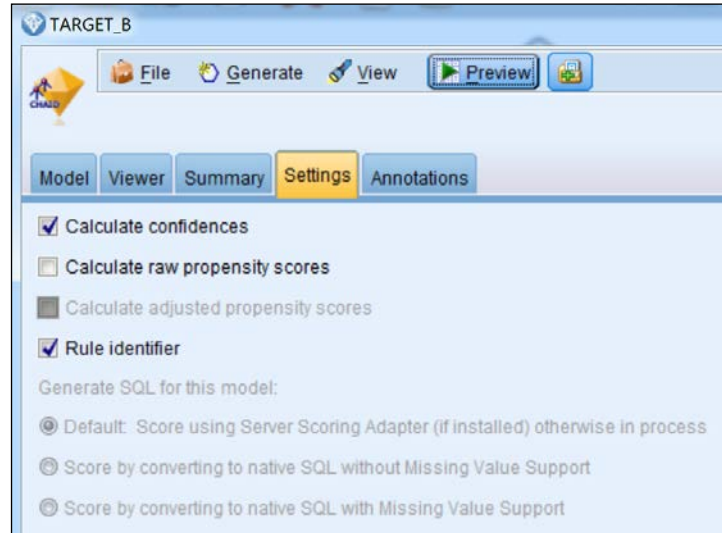 TARGET_B
CHAID
File Generate View Preview
Model Viewer Summary Settings Annotations
Calculate confidences
Calculate raw propensity scores
Calculate adjusted propensity scores
Rule identifier
Generate SQL for this model:
Default: Score using Server Scoring Adapter (if installed) otherwise in process
Score by converting to native SQL without Missing Value Support
Score by converting to native SQL with Missing Value Support